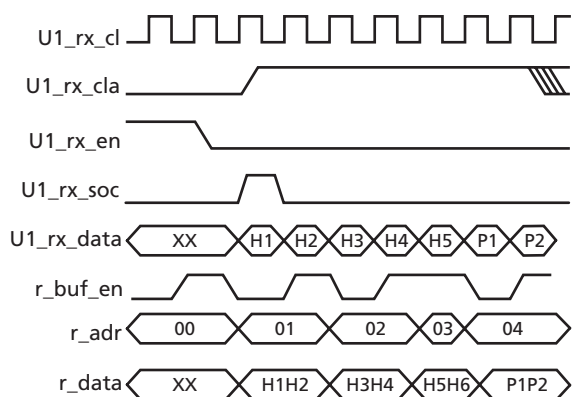 U1_rx_cl
U1_rx_cla
U1_rx_en
U1_rx_soc
U1_rx_data XX H1 H2 H3 H4 H5 P1 P2
r_buf_en
r_adr 00 01 02 03 04
r_data XX H1H2 H3H4 H5H6 P1P2